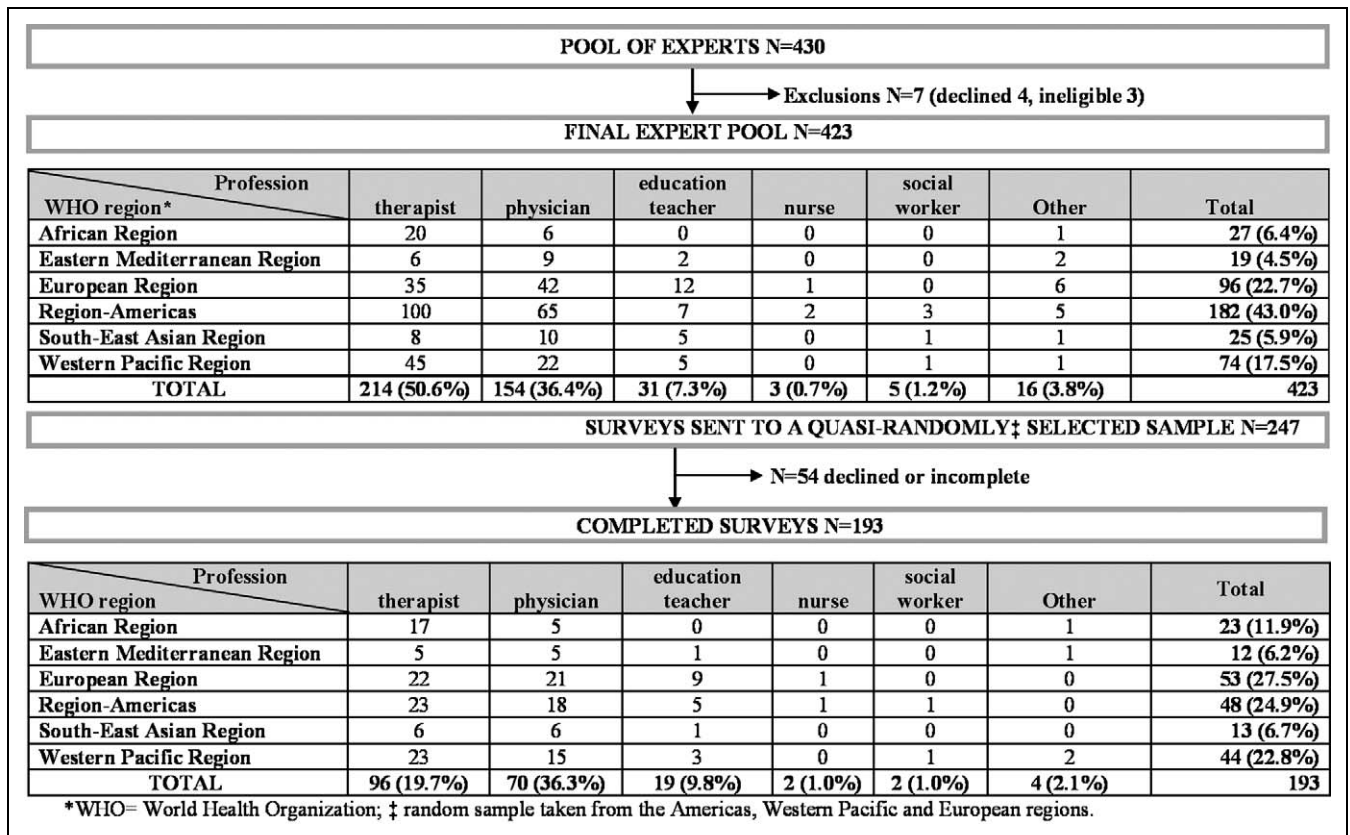 POOL OF EXPERTS N=430
Exclusions N=7 (declined 4, ineligible 3)
FINAL EXPERT POOL N=423
Profession
WHO region* therapist physician education teacher nurse social worker Other Total
African Region 20 6 0 0 0 1 27 (6.4%)
Eastern Mediterranean Region 6 9 2 0 0 2 19 (4.5%)
European Region 35 42 12 1 0 6 96 (22.7%)
Region-Americas 100 65 7 2 3 5 182 (43.0%)
South-East Asian Region 8 10 5 0 1 1 25 (5.9%)
Western Pacific Region 45 22 5 0 1 1 74 (17.5%)
TOTAL 214 (50.6%) 154 (36.4%) 31 (7.3%) 3 (0.7%) 5 (1.2%) 16 (3.8%) 423
SURVEYS SENT TO A QUASI-RANDOMLY‡ SELECTED SAMPLE N=247
N=54 declined or incomplete
COMPLETED SURVEYS N=193
Profession
WHO region therapist physician education teacher nurse social worker Other Total
African Region 17 5 0 0 0 1 23 (11.9%)
Eastern Mediterranean Region 5 5 1 0 0 1 12 (6.2%)
European Region 22 21 9 1 0 0 53 (27.5%)
Region-Americas 23 18 5 1 1 0 48 (24.9%)
South-East Asian Region 6 6 1 0 0 0 13 (6.7%)
Western Pacific Region 23 15 3 0 1 2 44 (22.8%)
TOTAL 96 (19.7%) 70 (36.3%) 19 (9.8%) 2 (1.0%) 2 (1.0%) 4 (2.1%) 193
*WHO= World Health Organization; ‡ random sample taken from the Americas, Western Pacific and European regions.